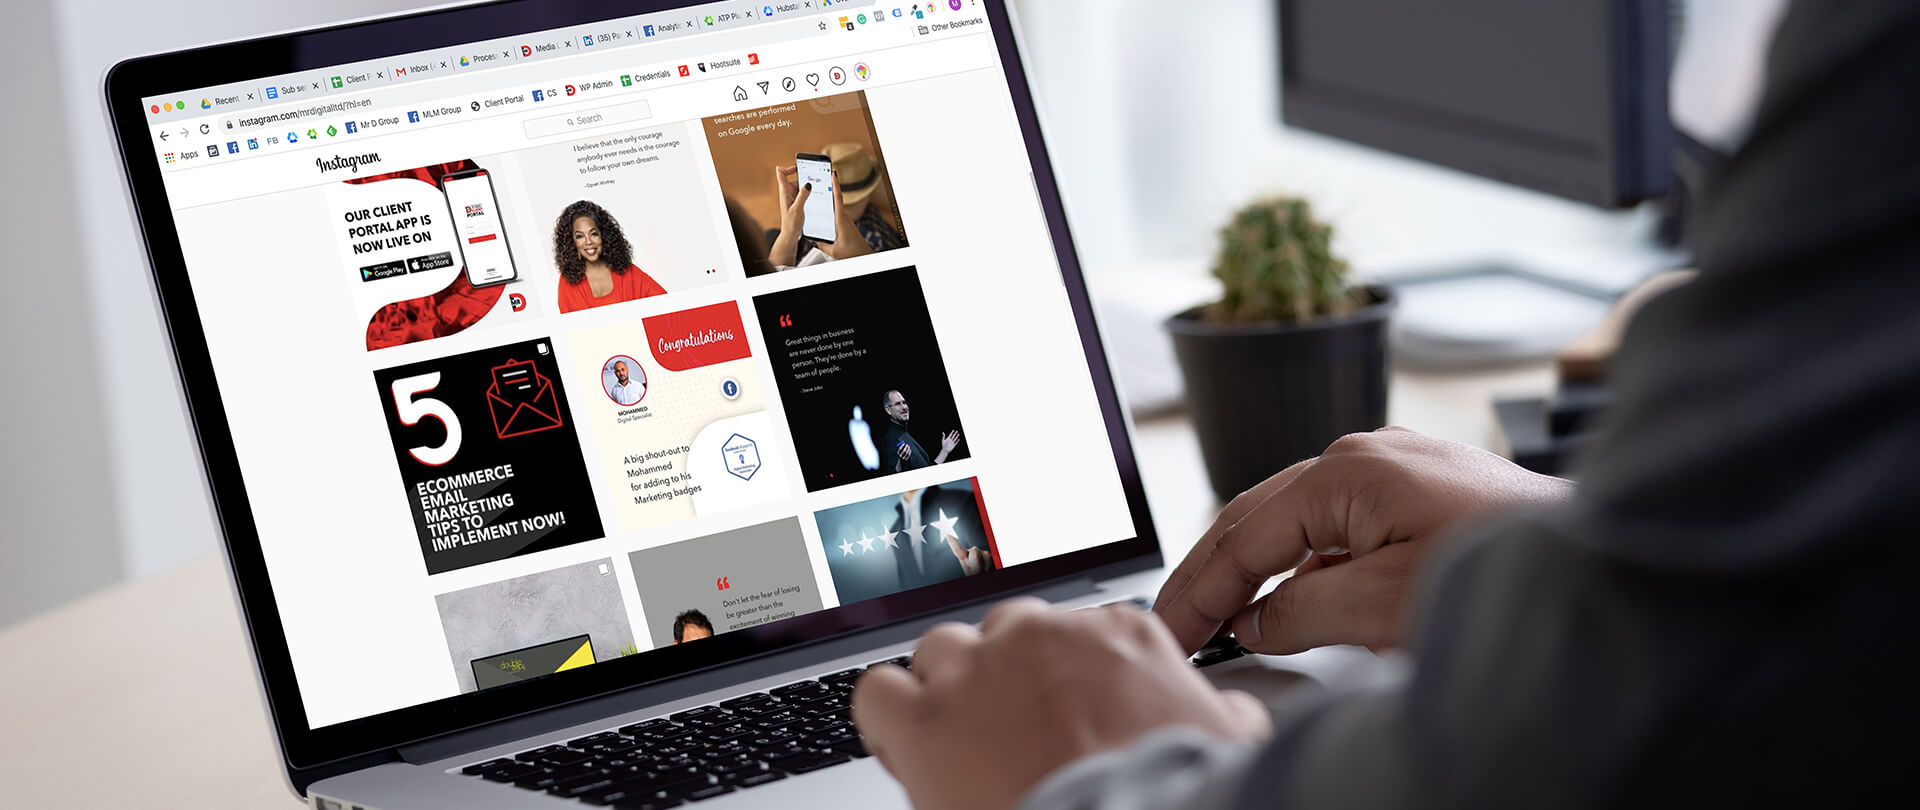 Recent
Sub se
Client P
Inbox (
Process
Media
(35) Pa
Analytic
ATP Pl
Hubsta
instagram.com/mrdigitalltd/?hl=en
Other Bookmarks
Apps
FB
Mr D Group
MLM Group
Client Portal
CS
WP Admin
Credentials
Hootsuite
Instagram
Search
OUR CLIENT
PORTAL APP IS
NOW LIVE ON
Google Play
App Store
PORTAL
MR
I believe that the only courage
anybody ever needs is the courage
to follow your own dreams.
- Oprah Winfrey
searches are performed
on Google every day.
Google
5
ECOMMERCE
EMAIL
MARKETING
TIPS TO
IMPLEMENT NOW!
Congratulations
MOHAMMED
Digital Specialist
A big shout-out to
Mohammed
for adding to his
Marketing badges
Great things in business
are never done by one
person. They're done by a
team of people.
- Steve Jobs
double
Don't let the fear of losing
be greater than the
excitement of winning